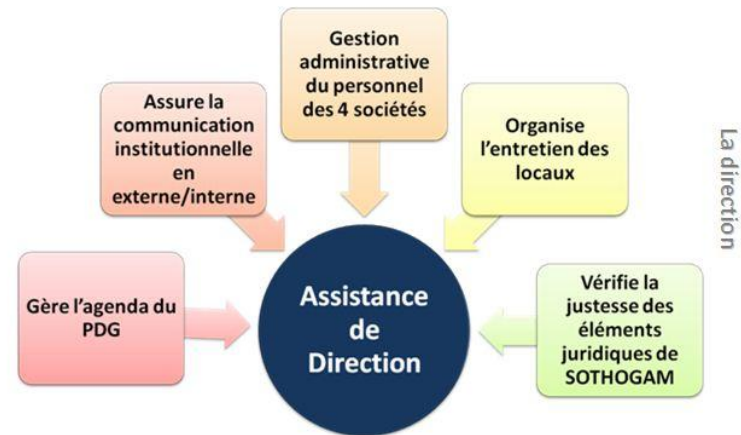 Gestion
administrative
du personnel
des 4 sociétés
Assure la
communication
institutionnelle
en
externe/interne
Organise
l'entretien des
locaux
La direction
Gère l'agenda du
PDG
Assistance
de
Direction
Vérifie la
justesse des
éléments
juridiques de
SOTHOGAM